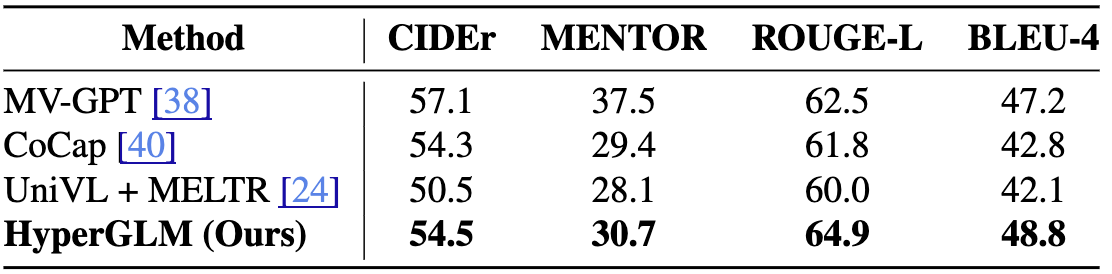 Method CIDEr MENTOR ROUGE-L BLEU-4
MV-GPT [38] 57.1 37.5 62.5 47.2
CoCap [40] 54.3 29.4 61.8 42.8
UniVL + MELTR [24] 50.5 28.1 60.0 42.1
HyperGLM (Ours) 54.5 30.7 64.9 48.8